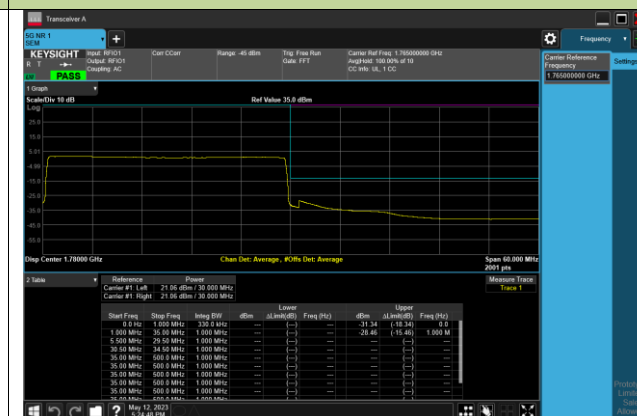 Transceiver A
5G NR 1
SEM
Frequency
KEYSIGHT
R T
PASS
Input: RFIO1
Output: RFIO1
Coupling: AC
Corr CCorr
Range: -45 dBm
Trig: Free Run
Gate: FFT
Carrier Ref Freq: 1.765000000 GHz
Avg|Hold: 100.00% of 10
CC Info: UL, 1 CC
Carrier Reference
Frequency
1.765000000 GHz
Settings
1 Graph
Scale/Div 10 dB
Ref Value 35.0 dBm
Log
25.0
15.0
5.01
-4.99
-15.0
-25.0
-35.0
-45.0
-55.0
Disp Center 1.78000 GHz
Chan Det: Average, #Offs Det: Average
Span 60.000 MHz
2001 pts
2 Table
Reference Power
Carrier #1: Left 21.06 dBm / 30.000 MHz
Carrier #1: Right 21.06 dBm / 30.000 MHz
Measure Trace
Trace 1
Lower Upper
Start Freq Stop Freq Integ BW dBm ΔLimit(dB) Freq (Hz) dBm ΔLimit(dB) Freq (Hz)
0.0 Hz 1.000 MHz 330.0 kHz --- (---) --- -31.34 (-18.34) 0.0
1.000 MHz 35.00 MHz 1.000 MHz --- (---) --- -28.46 (-15.46) 1.000 M
5.500 MHz 29.50 MHz 1.000 MHz --- (---) --- --- (---) ---
30.50 MHz 34.50 MHz 1.000 MHz --- (---) --- --- (---) ---
35.00 MHz 500.0 MHz 1.000 MHz --- (---) --- --- (---) ---
35.00 MHz 500.0 MHz 1.000 MHz --- (---) --- --- (---) ---
35.00 MHz 500.0 MHz 1.000 MHz --- (---) --- --- (---) ---
35.00 MHz 500.0 MHz 1.000 MHz --- (---) --- --- (---) ---
35.00 MHz 500.0 MHz 1.000 MHz --- (---) --- --- (---) ---
?
May 12, 2023
5:24:48 PM